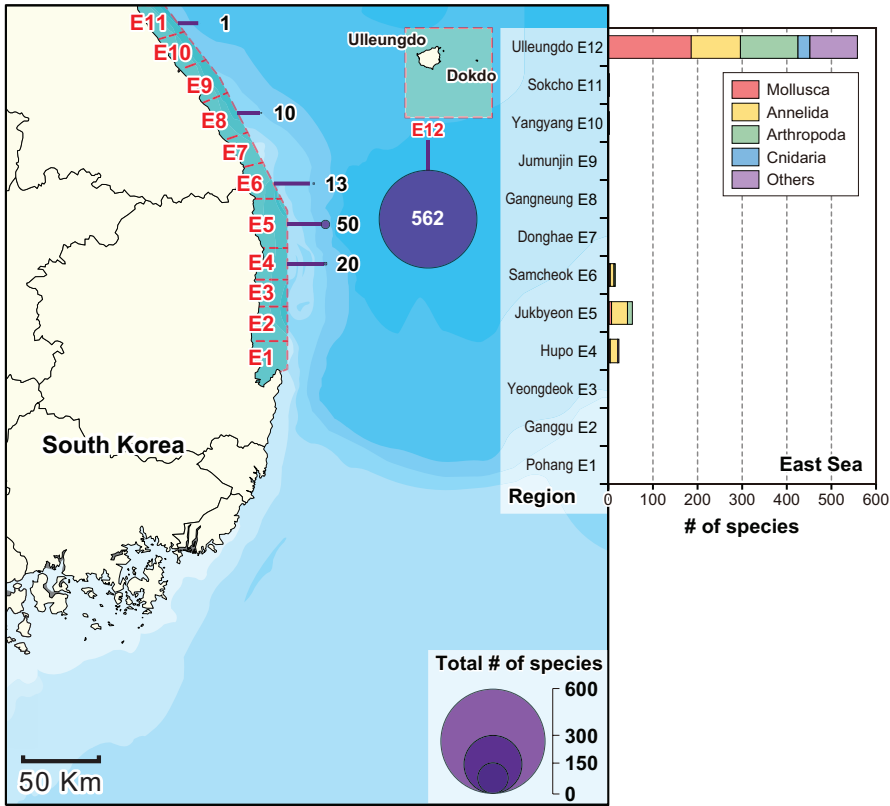 E11
1
E10
E9
E8
10
E7
E6
13
E5
50
E4
20
E3
E2
E1
Ulleungdo
Dokdo
E12
562
South Korea
50 Km
Total # of species
600
300
150
0
Ulleungdo E12
Sokcho E11
Yangyang E10
Jumunjin E9
Gangneung E8
Donghae E7
Samcheok E6
Jukbyeon E5
Hupo E4
Yeongdeok E3
Ganggu E2
Pohang E1
Region
Mollusca
Annelida
Arthropoda
Cnidaria
Others
East Sea
0 100 200 300 400 500 600
# of species